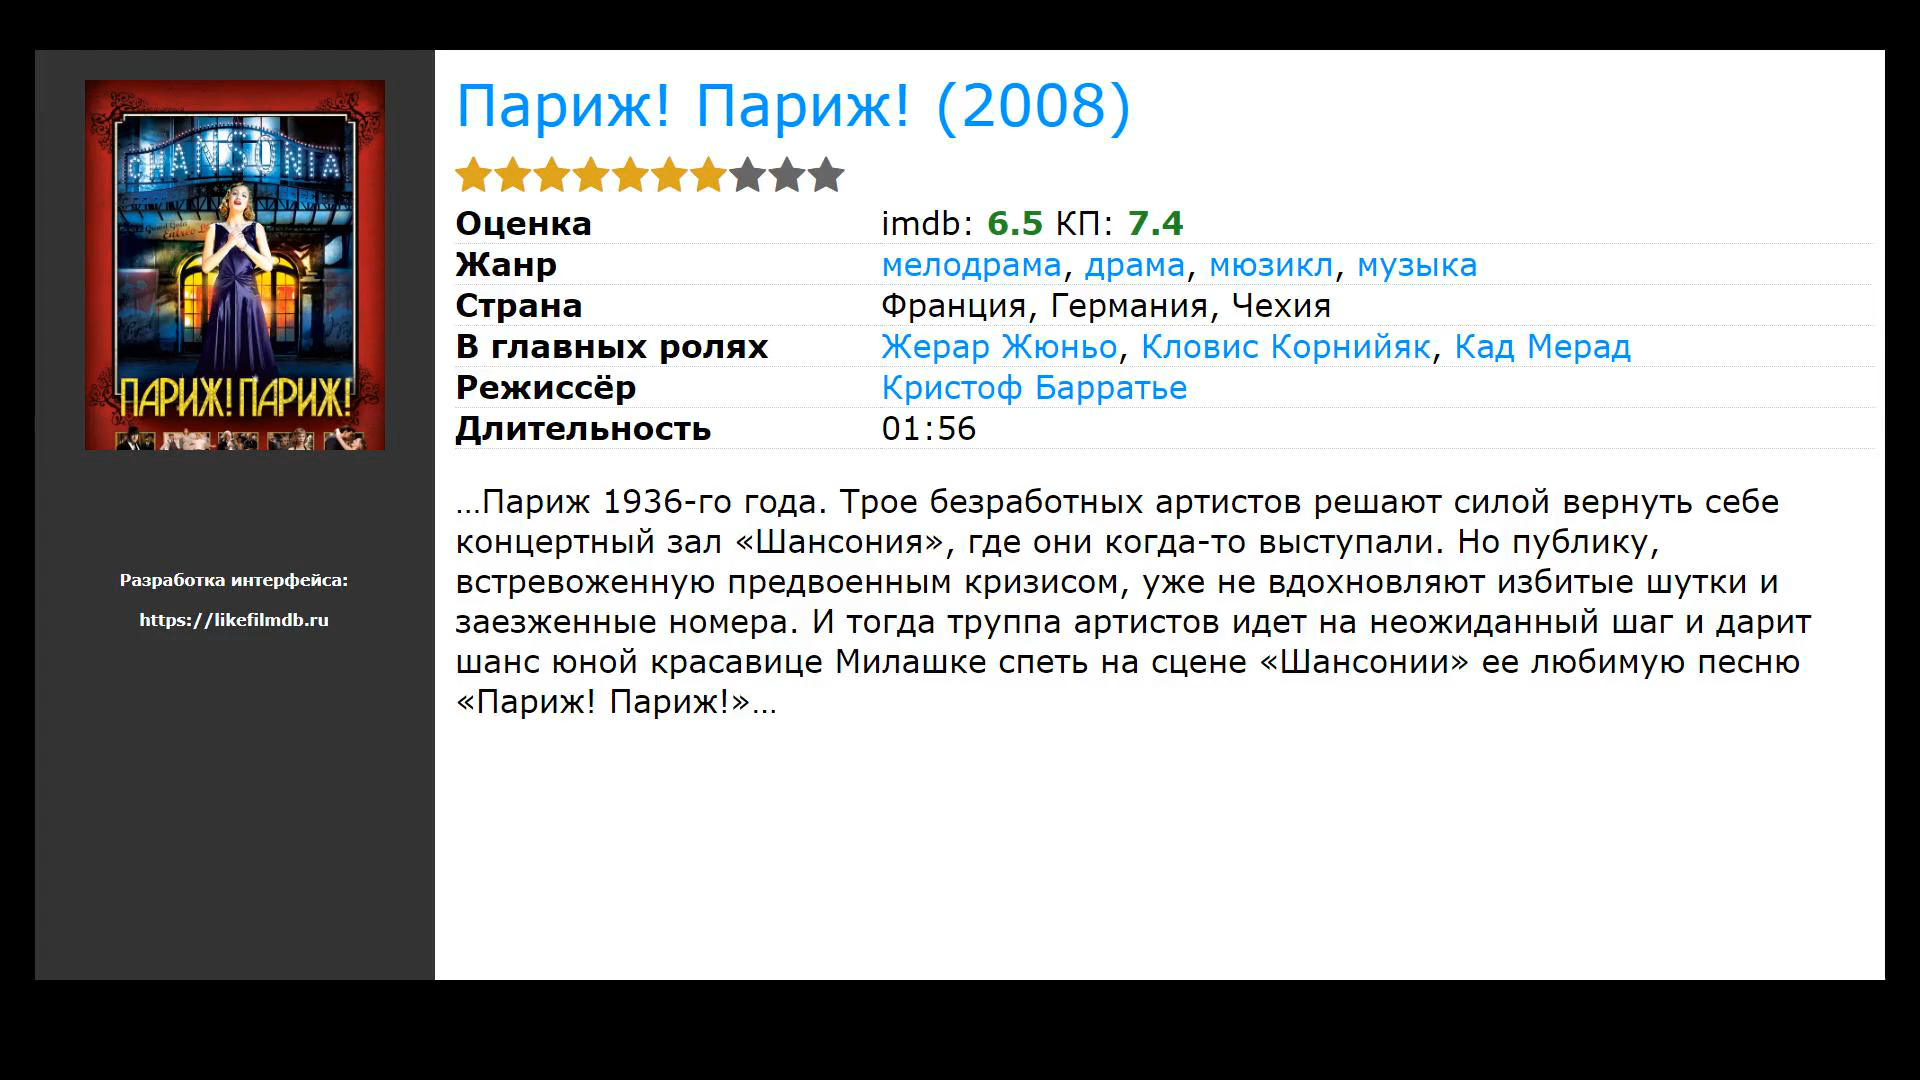 CHANSONIA
ПАРИЖ! ПАРИЖ!
Разработка интерфейса:
https://likefilmdb.ru
Париж! Париж! (2008)
Оценка imdb: 6.5 КП: 7.4
Жанр мелодрама, драма, мюзикл, музыка
Страна Франция, Германия, Чехия
В главных ролях Жерар Жюньо, Кловис Корнийяк, Кад Мерад
Режиссёр Кристоф Барратье
Длительность 01:56
…Париж 1936-го года. Трое безработных артистов решают силой вернуть себе
концертный зал «Шансония», где они когда-то выступали. Но публику,
встревоженную предвоенным кризисом, уже не вдохновляют избитые шутки и
заезженные номера. И тогда труппа артистов идет на неожиданный шаг и дарит
шанс юной красавице Милашке спеть на сцене «Шансонии» ее любимую песню
«Париж! Париж!»…